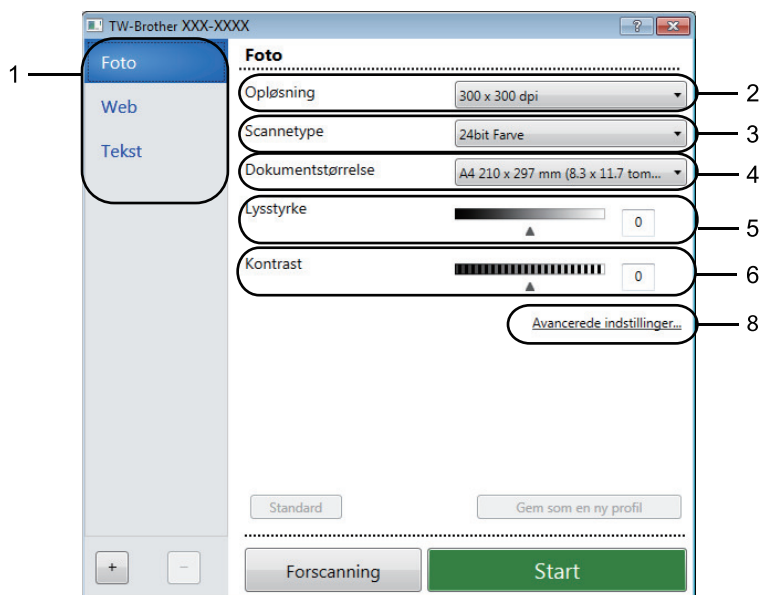 TW-Brother XXX-XXXX
1
Foto
Web
Tekst
Foto
Opløsning 300 x 300 dpi 2
Scannetype 24bit Farve 3
Dokumentstørrelse A4 210 x 297 mm (8.3 x 11.7 tom... 4
Lysstyrke 0 5
Kontrast 0 6
Avancerede indstillinger... 8
Standard Gem som en ny profil
+ − Forscanning Start